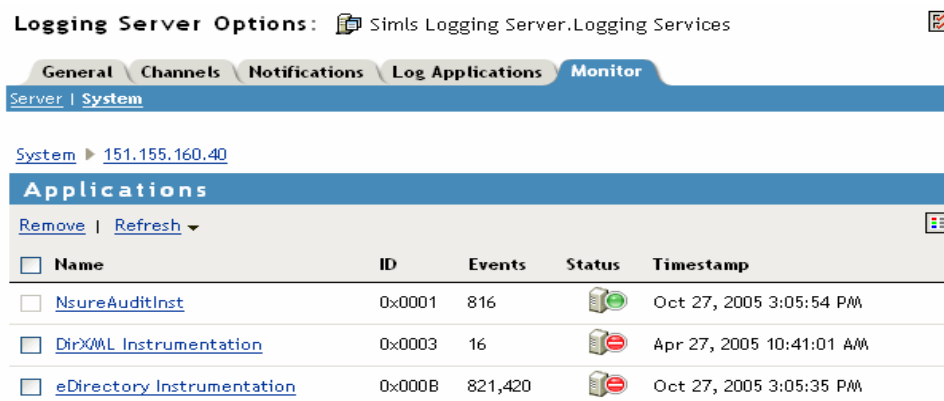 Logging Server Options: Simls Logging Server.Logging Services
General Channels Notifications Log Applications Monitor
Server | System
System 151.155.160.40
Applications
Remove | Refresh
Name ID Events Status Timestamp
NsureAuditInst 0x0001 816 Oct 27, 2005 3:05:54 PM
DirXML Instrumentation 0x0003 16 Apr 27, 2005 10:41:01 AM
eDirectory Instrumentation 0x000B 821,420 Oct 27, 2005 3:05:35 PM